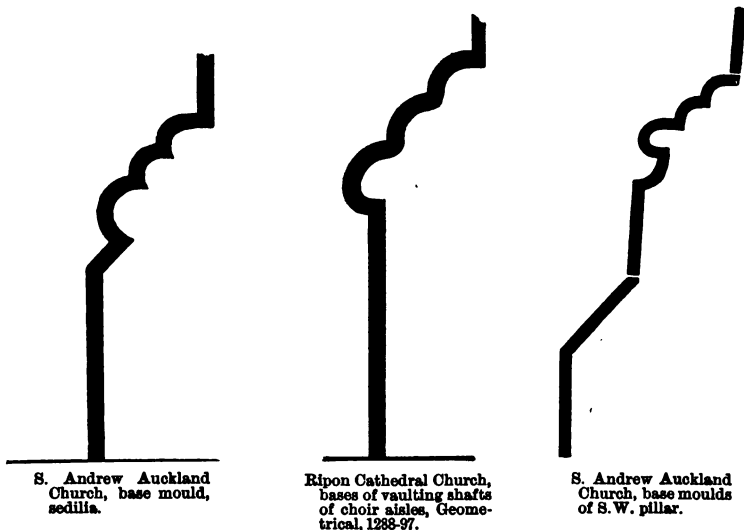 S. Andrew Auckland
Church, base mould,
sedilia.
Ripon Cathedral Church,
bases of vaulting shafts
of choir aisles, Geome-
trical, 1288-97.
S. Andrew Auckland
Church, base moulds
of S.W. pillar.